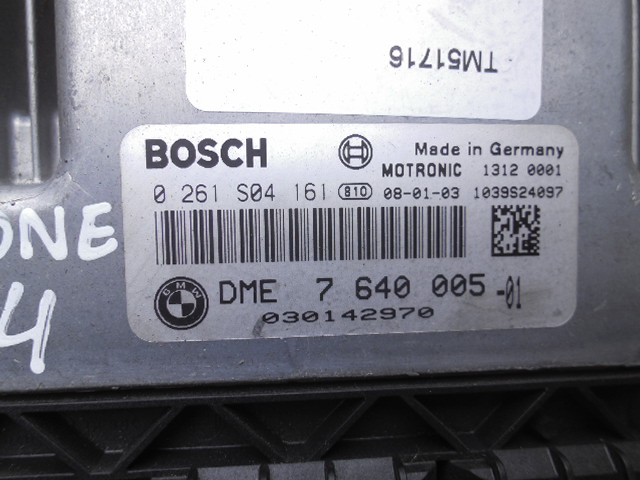 TM51716
BOSCH
Made in Germany
MOTRONIC 1312 0001
0 261 S04 161 810 08-01-03 1039S24097
BMW DME 7 640 005 -01
030142970
ONE
4